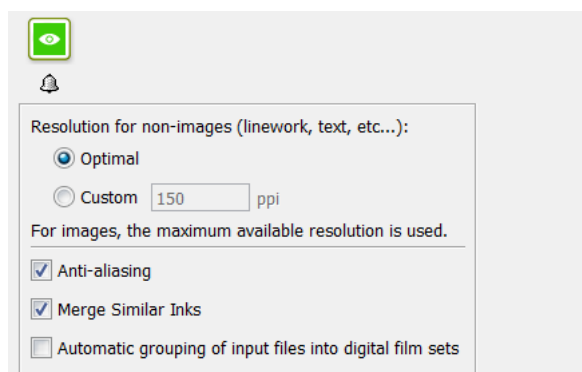 Resolution for non-images (linework, text, etc...):
Optimal
Custom 150 ppi
For images, the maximum available resolution is used.
Anti-aliasing
Merge Similar Inks
Automatic grouping of input files into digital film sets